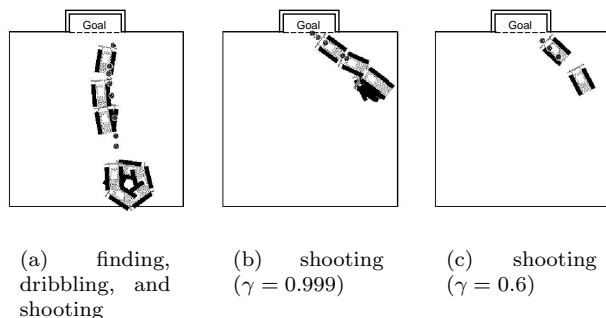 Goal
Goal
Goal
(a) finding,
dribbling, and
shooting
(b) shooting
(γ = 0.999)
(c) shooting
(γ = 0.6)